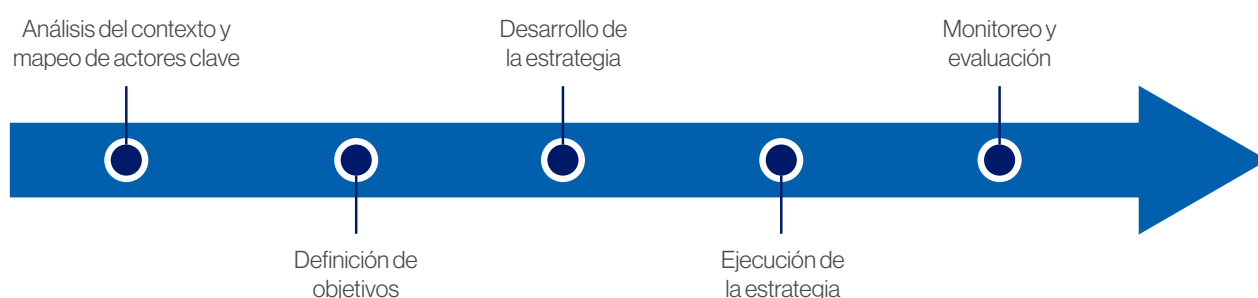 Análisis del contexto y
mapeo de actores clave
Desarrollo de
la estrategia
Monitoreo y
evaluación
Definición de
objetivos
Ejecución de
la estrategia